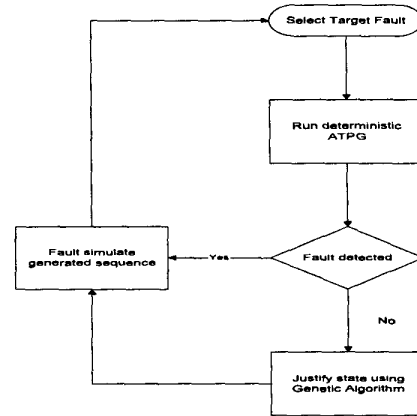 Select Target Fault
Run deterministic
ATPG
Fault detected
Yes
Fault simulate
generated sequence
No
Justify state using
Genetic Algorithm